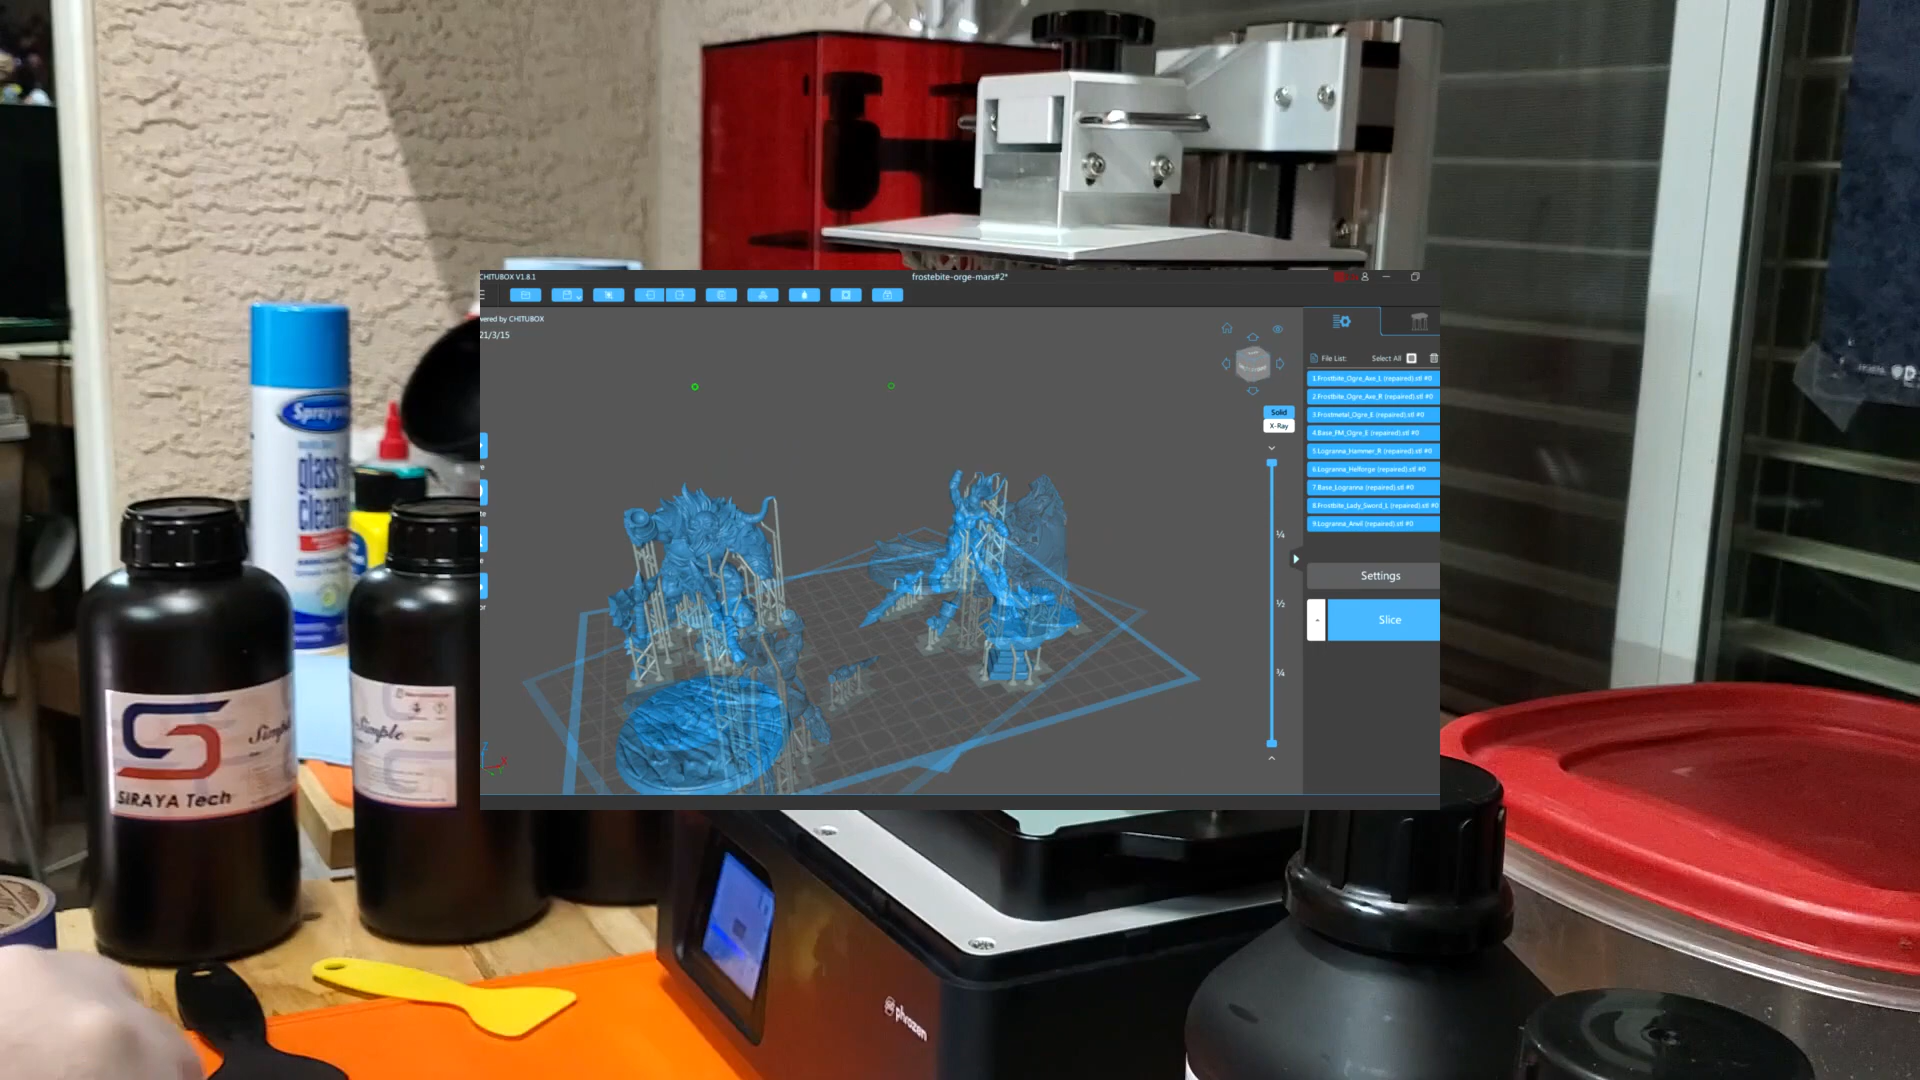 CHITUBOX V1.8.1
frostebite-orge-mars#2*
wered by CHITUBOX
21/3/15
File List:
Select All
1.Frostbite_Ogre_Axe_L (repaired).stl #0
2.Frostbite_Ogre_Axe_R (repaired).stl #0
3.Frostmetal_Ogre_E (repaired).stl #0
4.Base_FM_Ogre_E (repaired).stl #0
5.Logranna_Hammer_R (repaired).stl #0
6.Logranna_Helforge (repaired).stl #0
7.Base_Logranna (repaired).stl #0
8.Frostbite_Lady_Sword_L (repaired).stl #0
9.Logranna_Anvil (repaired).stl #0
Solid
X-Ray
¼
½
¾
Settings
Slice
Sprayw
glass
cleane
Simple
SIRAYA Tech
Simple
phrozen